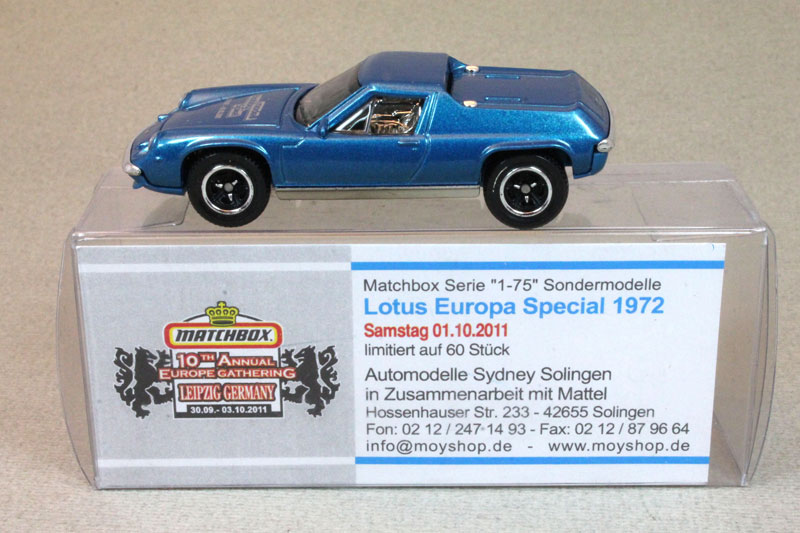 MATCHBOX
10TH ANNUAL
EUROPE GATHERING
LEIPZIG GERMANY
30.09.- 03.10.2011
Matchbox Serie "1-75" Sondermodelle
Lotus Europa Special 1972
Samstag 01.10.2011
limitiert auf 60 Stück
Automodelle Sydney Solingen
in Zusammenarbeit mit Mattel
Hossenhauser Str. 233 - 42655 Solingen
Fon: 02 12 / 247 14 93 - Fax: 02 12 / 87 96 64
info@moyshop.de - www.moyshop.de